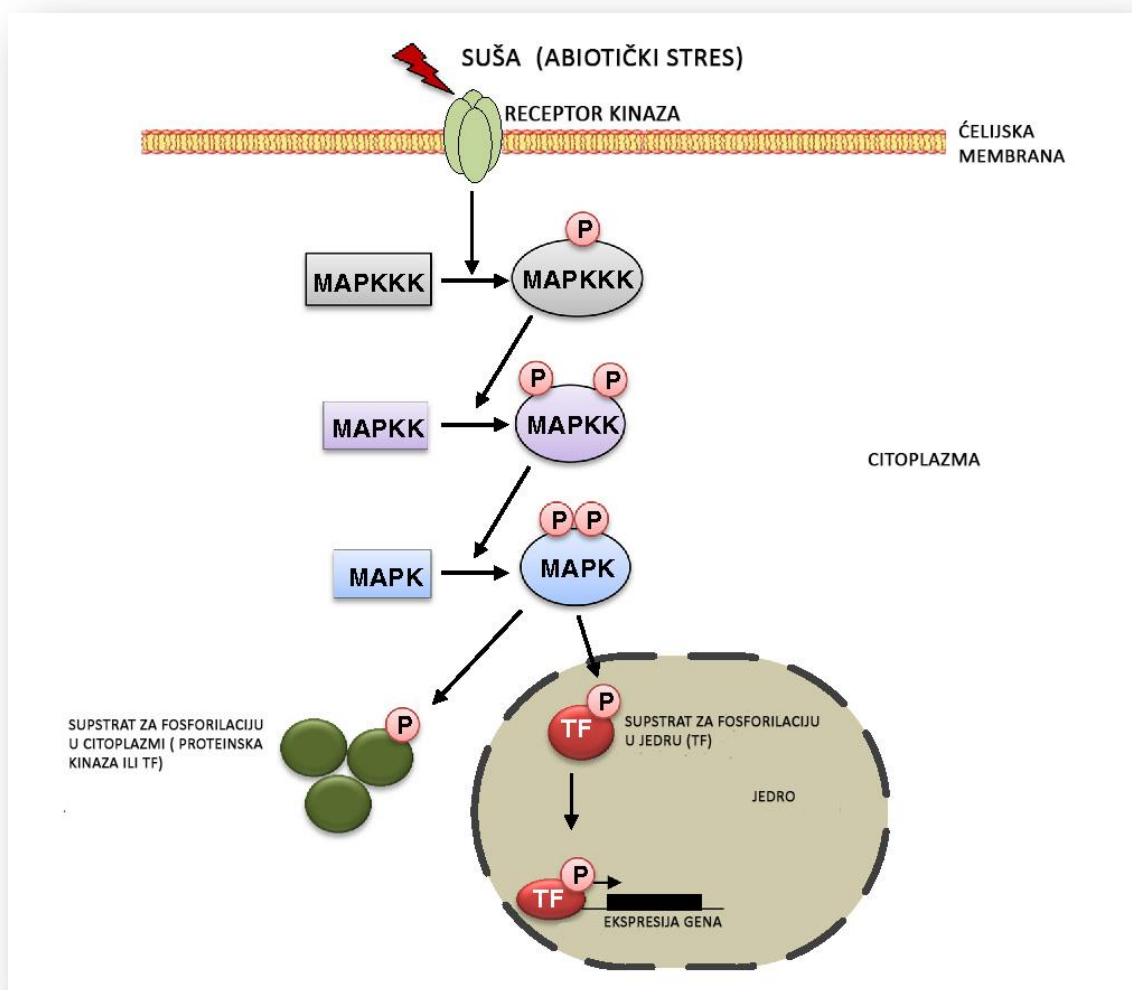 SUŠA (ABIOTIČKI STRES)
RECEPTOR KINAZA
ĆELIJSKA
MEMBRANA
P
MAPKKK
MAPKKK
P
P
MAPKK
MAPKK
CITOPLAZMA
P
P
MAPK
MAPK
P
SUPSTRAT ZA FOSFORILACIJU
U CITOPLAZMI ( PROTEINSKA
KINAZA ILI TF)
P
TF
SUPSTRAT ZA FOSFORILACIJU
U JEDRU (TF)
JEDRO
P
TF
EKSPRESIJA GENA